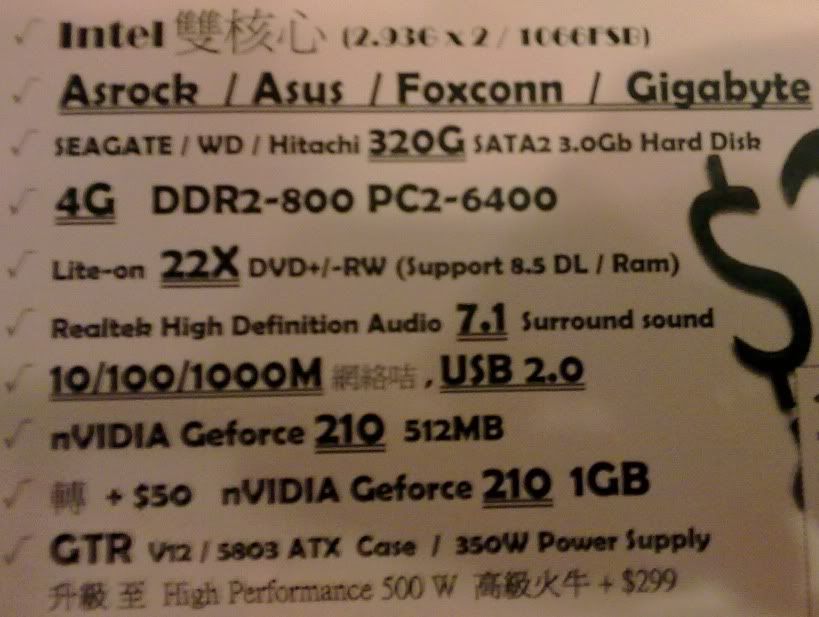 ✓ Intel 雙核心 (2.93G x 2 / 1066FSB)
✓ Asrock / Asus / Foxconn / Gigabyte
✓ SEAGATE / WD / Hitachi 320G SATA2 3.0Gb Hard Disk
✓ 4G DDR2-800 PC2-6400
✓ Lite-on 22X DVD+/-RW (Support 8.5 DL / Ram)
✓ Realtek High Definition Audio 7.1 Surround sound
✓ 10/100/1000M 網絡咭 , USB 2.0
✓ nVIDIA Geforce 210 512MB
✓ 轉 + $50 nVIDIA Geforce 210 1GB
✓ GTR V12 / 5803 ATX Case / 350W Power Supply
升級 至 High Performance 500 W 高級火牛 + $299
$